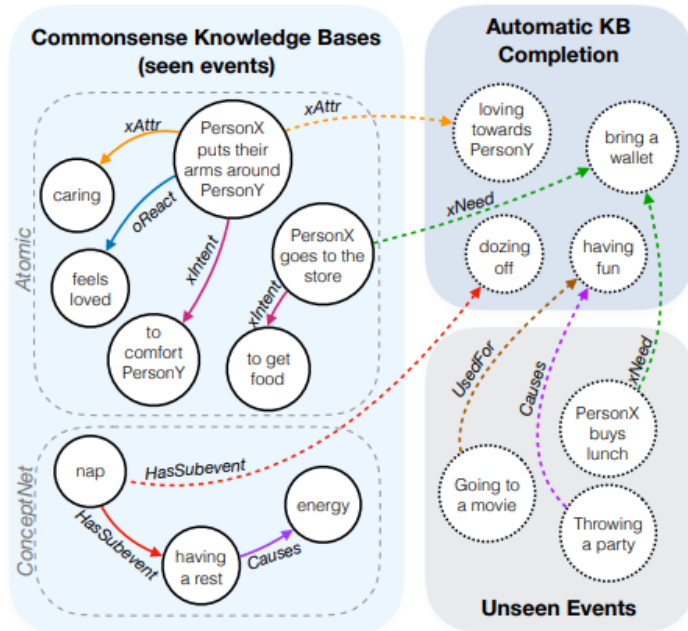 Commonsense Knowledge Bases
(seen events)
Atomic
xAttr
PersonX
puts their
arms around
PersonY
caring
oReact
xIntent
feels
loved
to
comfort
PersonY
PersonX
goes to the
store
xIntent
to get
food
ConceptNet
nap
HasSubevent
HasSubevent
having
a rest
Causes
energy
Automatic KB
Completion
xAttr
loving
towards
PersonY
bring a
wallet
xNeed
dozing
off
having
fun
UsedFor
Causes
xNeed
PersonX
buys
lunch
Going to
a movie
Throwing
a party
Unseen Events